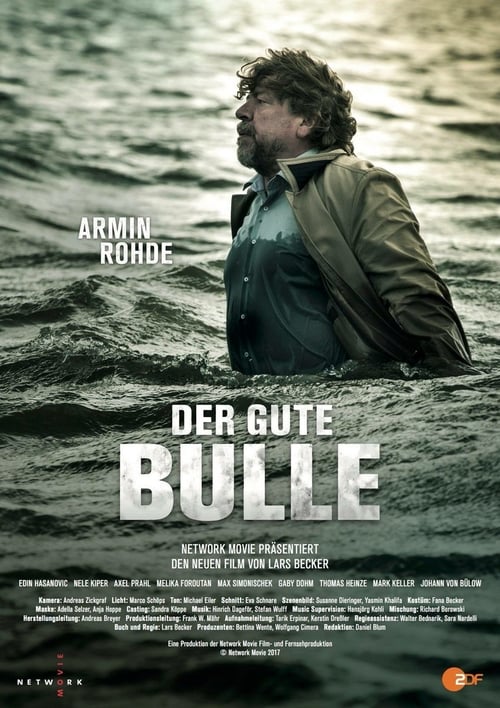 ARMIN
ROHDE
DER GUTE
BULLE
NETWORK MOVIE PRÄSENTIERT
DEN NEUEN FILM VON LARS BECKER
EDIN HASANOVIC NELE KIPER AXEL PRAHL MELIKA FOROUTAN MAX SIMONISCHEK GABY DOHM THOMAS HEINZE MARK KELLER JOHANN VON BÜLOW
Kamera: Andreas Zickgraf Licht: Marco Schlips Ton: Michael Eiler Schnitt: Eva Schnare Szenenbild: Susanne Dieringer, Yasmin Khalifa Kostüm: Fana Becker
Maske: Adella Selzer, Anja Hoppe Casting: Sandra Köppe Musik: Hinrich Dageför, Stefan Wulff Music Supervision: Hansjörg Kohli Mischung: Richard Borowski
Herstellungsleitung: Andreas Breyer Produktionsleitung: Frank W. Mähr Aufnahmeleitung: Tarik Erpinar, Kerstin Dreßler Regieassistenz: Walter Bednarik, Sara Nardelli
Buch und Regie: Lars Becker Produzenten: Bettina Wente, Wolfgang Cimera Redaktion: Daniel Blum
Eine Produktion der Network Movie Film- und Fernsehproduktion
© Network Movie 2017
NETWORK
MOVIE
ZDF